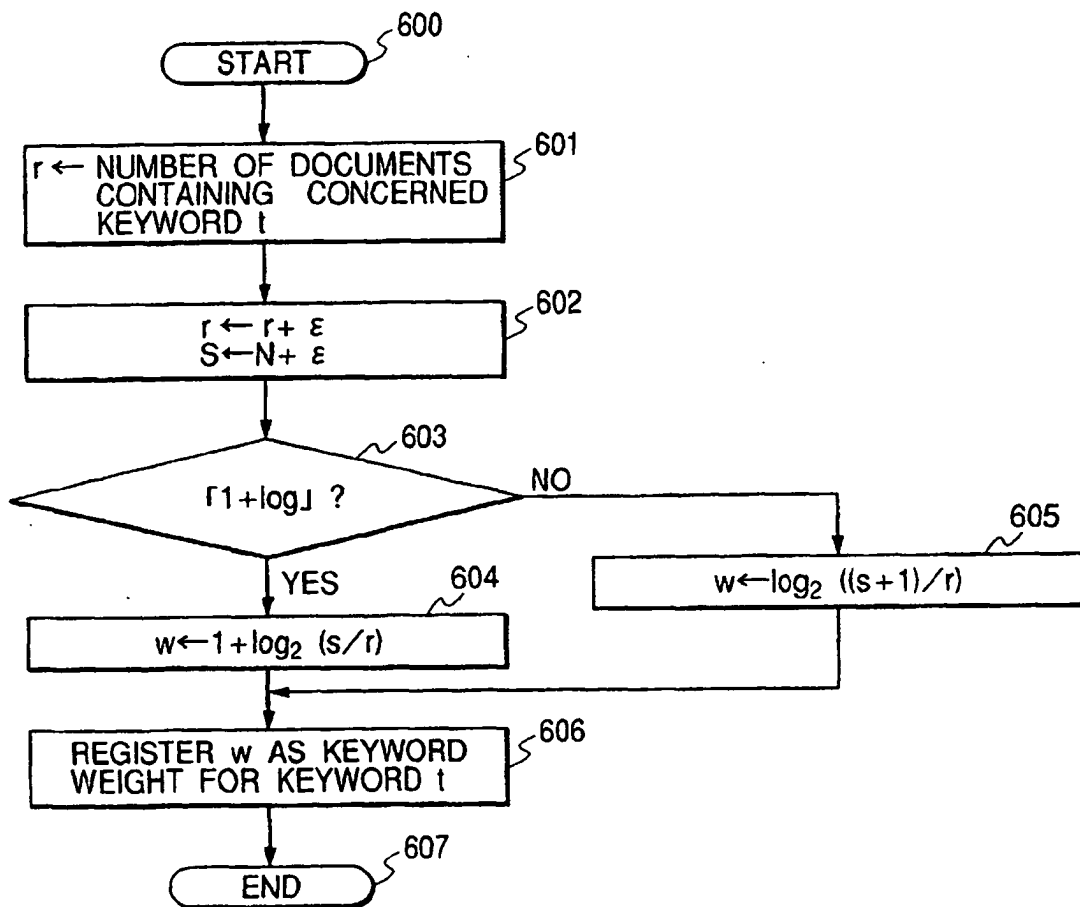 600
START
601
r ← NUMBER OF DOCUMENTS
CONTAINING CONCERNED
KEYWORD t
602
r ← r + ε
S ← N + ε
603
「1+log」 ?
NO
YES
604
w ← 1+log₂ (s/r)
605
w ← log₂ ((s+1)/r)
606
REGISTER w AS KEYWORD
WEIGHT FOR KEYWORD t
607
END